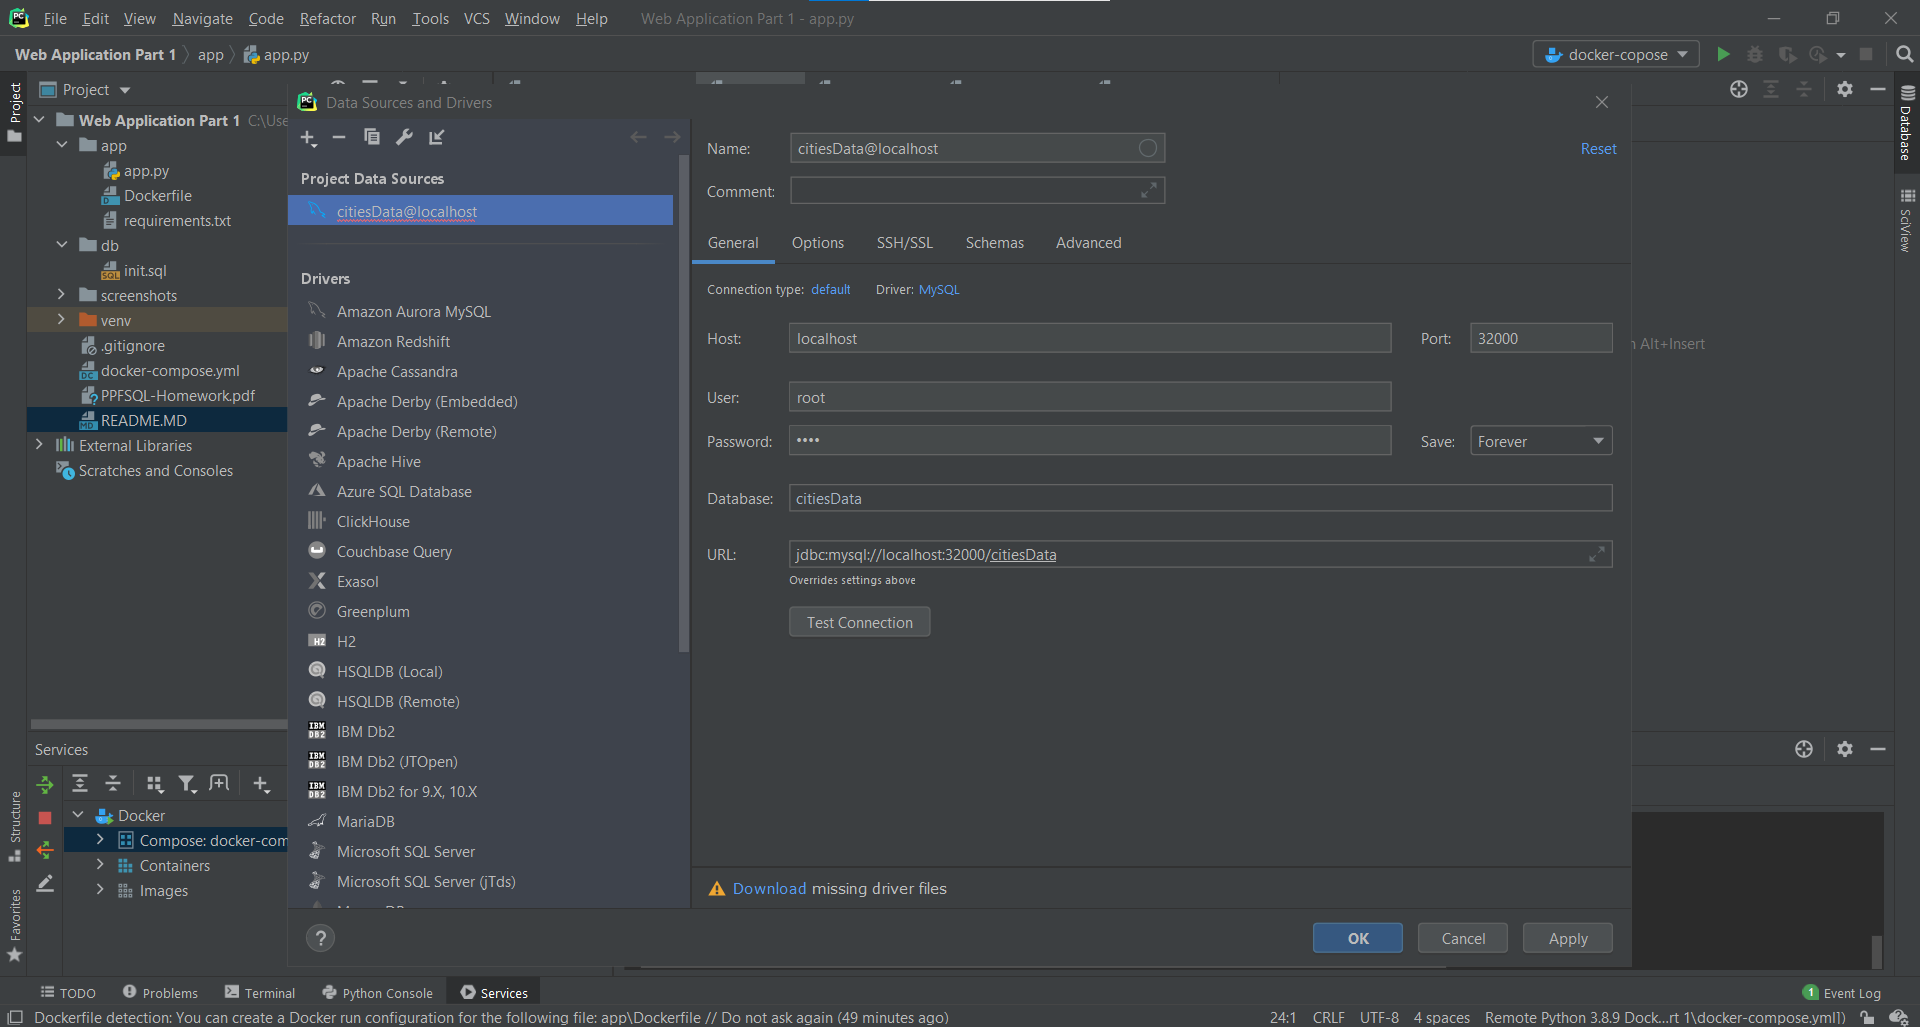 File Edit View Navigate Code Refactor Run Tools VCS Window Help Web Application Part 1 - app.py
Web Application Part 1 app app.py docker-copose
Project
Project
Web Application Part 1 C:\Use
app
app.py
Dockerfile
requirements.txt
db
init.sql
screenshots
venv
.gitignore
docker-compose.yml
PPFSQL-Homework.pdf
README.MD
External Libraries
Scratches and Consoles
Data Sources and Drivers
Project Data Sources
citiesData@localhost
Drivers
Amazon Aurora MySQL
Amazon Redshift
Apache Cassandra
Apache Derby (Embedded)
Apache Derby (Remote)
Apache Hive
Azure SQL Database
ClickHouse
Couchbase Query
Exasol
Greenplum
H2
HSQLDB (Local)
HSQLDB (Remote)
IBM Db2
IBM Db2 (JTOpen)
IBM Db2 for 9.X, 10.X
MariaDB
Microsoft SQL Server
Microsoft SQL Server (jTds)
Name: citiesData@localhost Reset
Comment:
General Options SSH/SSL Schemas Advanced
Connection type: default Driver: MySQL
Host: localhost Port: 32000
User: root
Password: •••• Save: Forever
Database: citiesData
URL: jdbc:mysql://localhost:32000/citiesData
Overrides settings above
Test Connection
Download missing driver files
? OK Cancel Apply
n Alt+Insert
Database
SciView
Services
Structure
Favorites
Docker
Compose: docker-com
Containers
Images
TODO Problems Terminal Python Console Services 1 Event Log
Dockerfile detection: You can create a Docker run configuration for the following file: app\Dockerfile // Do not ask again (49 minutes ago) 24:1 CRLF UTF-8 4 spaces Remote Python 3.8.9 Dock...rt 1\docker-compose.yml])